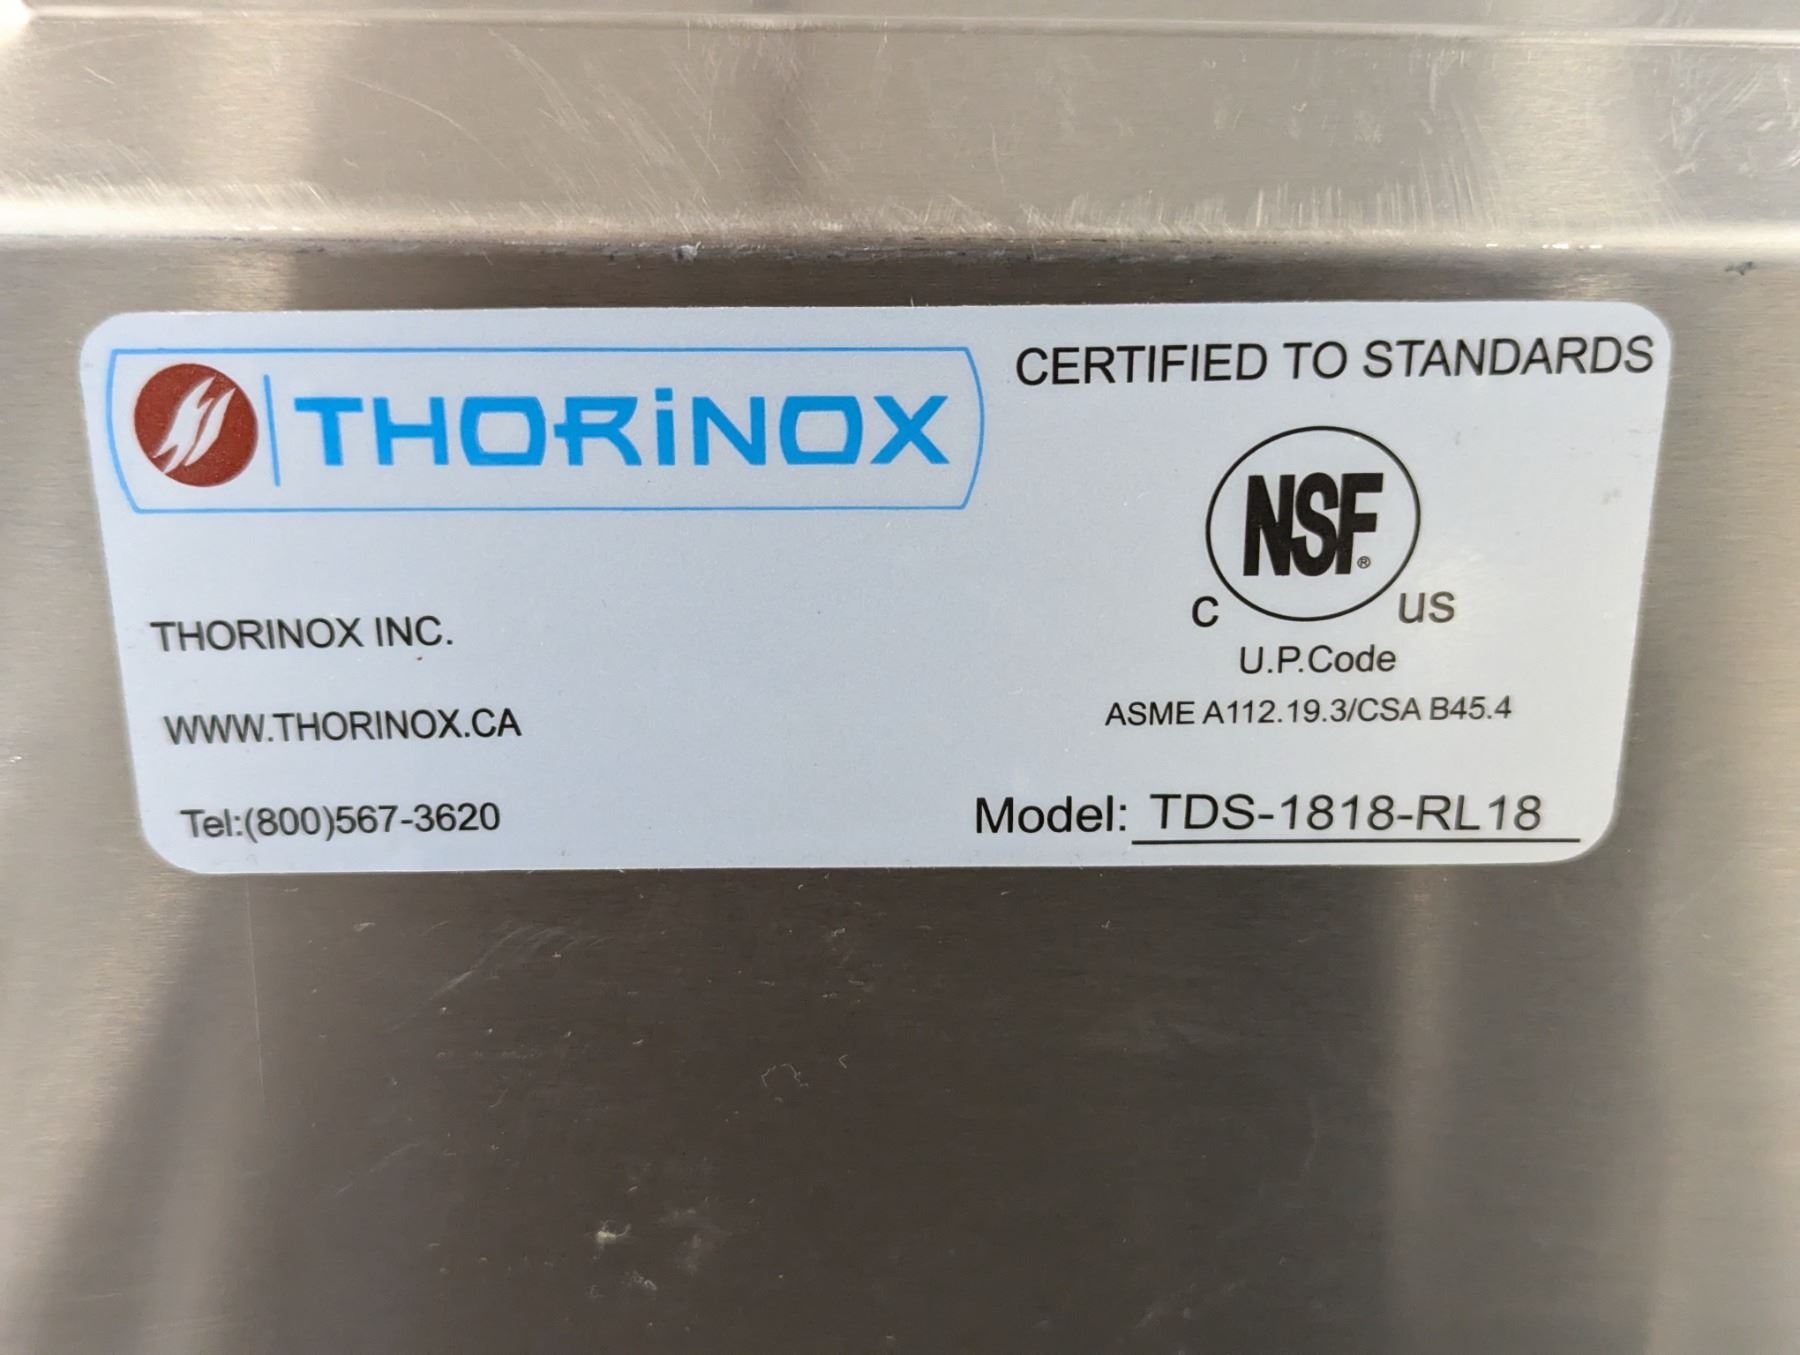 THORiNOX
CERTIFIED TO STANDARDS
NSF®
C US
U.P.Code
ASME A112.19.3/CSA B45.4
THORINOX INC.
WWW.THORINOX.CA
Tel:(800)567-3620
Model: TDS-1818-RL18